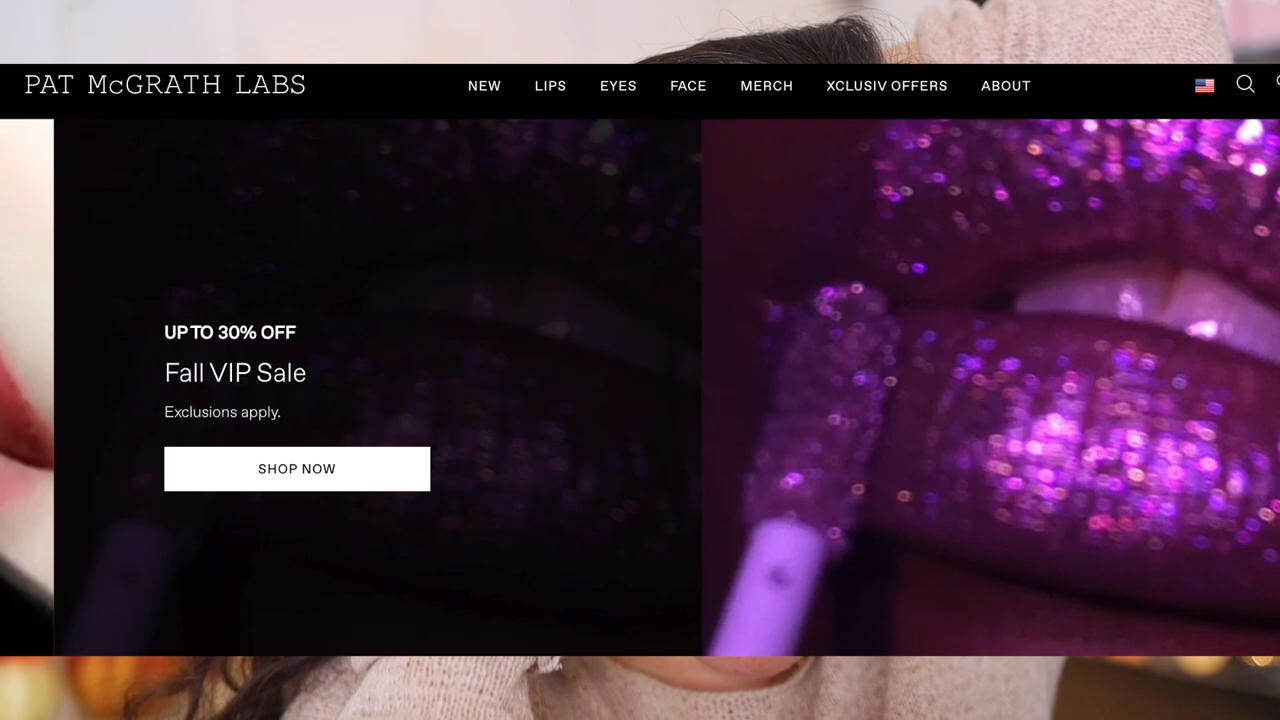 PAT McGRATH LABS
NEW LIPS EYES FACE MERCH XCLUSIV OFFERS ABOUT
UP TO 30% OFF
Fall VIP Sale
Exclusions apply.
SHOP NOW